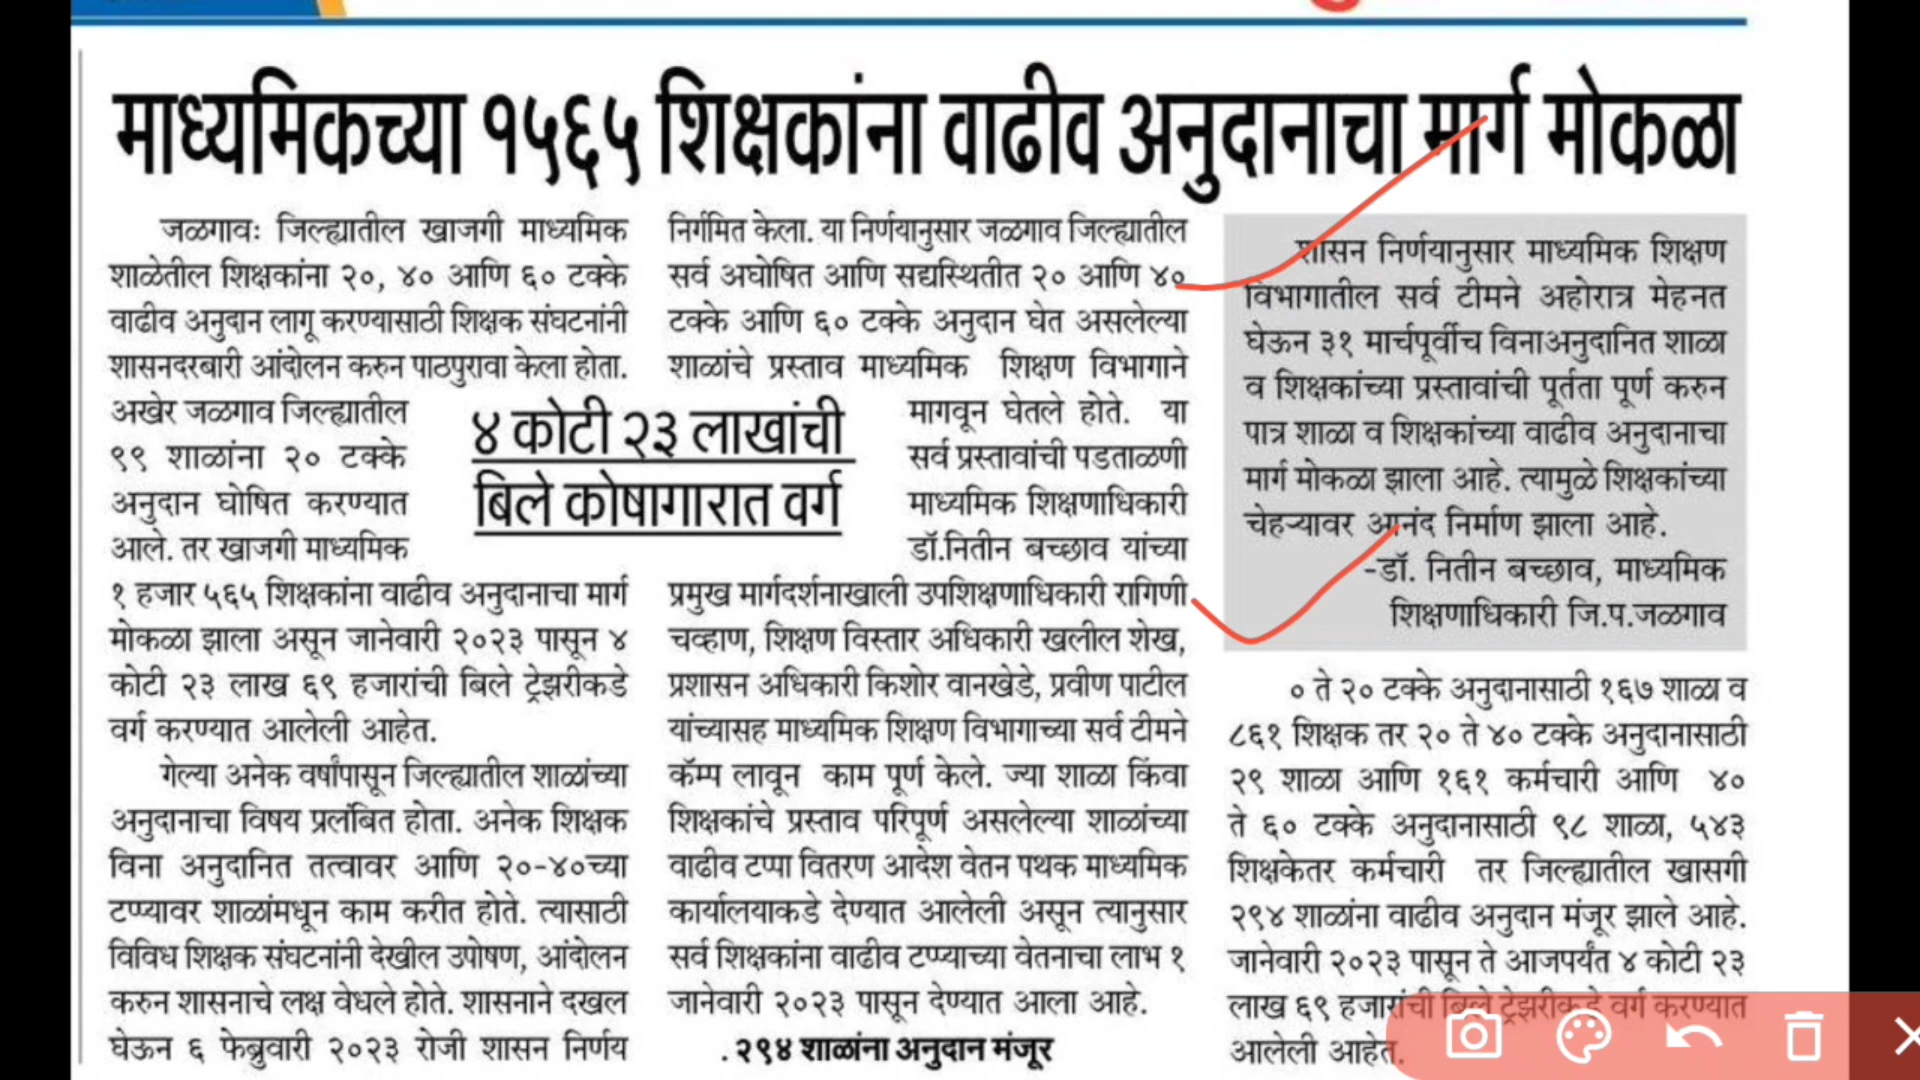 माध्यमिकच्या १५६५ शिक्षकांना वाढीव अनुदानाचा मार्ग मोकळा
जळगावः जिल्ह्यातील खाजगी माध्यमिक
शाळेतील शिक्षकांना २०, ४० आणि ६० टक्के
वाढीव अनुदान लागू करण्यासाठी शिक्षक संघटनांनी
शासनदरबारी आंदोलन करुन पाठपुरावा केला होता.
अखेर जळगाव जिल्ह्यातील
९९ शाळांना २० टक्के
अनुदान घोषित करण्यात
आले. तर खाजगी माध्यमिक
१ हजार ५६५ शिक्षकांना वाढीव अनुदानाचा मार्ग
मोकळा झाला असून जानेवारी २०२३ पासून ४
कोटी २३ लाख ६९ हजारांची बिले ट्रेझरीकडे
वर्ग करण्यात आलेली आहेत.
गेल्या अनेक वर्षांपासून जिल्ह्यातील शाळांच्या
अनुदानाचा विषय प्रलंबित होता. अनेक शिक्षक
विना अनुदानित तत्वावर आणि २०-४०च्या
टप्प्यावर शाळांमधून काम करीत होते. त्यासाठी
विविध शिक्षक संघटनांनी देखील उपोषण, आंदोलन
करुन शासनाचे लक्ष वेधले होते. शासनाने दखल
घेऊन ६ फेब्रुवारी २०२३ रोजी शासन निर्णय
४ कोटी २३ लाखांची
बिले कोषागारात वर्ग
निर्गमित केला. या निर्णयानुसार जळगाव जिल्ह्यातील
सर्व अघोषित आणि सद्यस्थितीत २० आणि ४०
टक्के आणि ६० टक्के अनुदान घेत असलेल्या
शाळांचे प्रस्ताव माध्यमिक शिक्षण विभागाने
मागवून घेतले होते. या
सर्व प्रस्तावांची पडताळणी
माध्यमिक शिक्षणाधिकारी
डॉ.नितीन बच्छाव यांच्या
प्रमुख मार्गदर्शनाखाली उपशिक्षणाधिकारी रागिणी
चव्हाण, शिक्षण विस्तार अधिकारी खलील शेख,
प्रशासन अधिकारी किशोर वानखेडे, प्रवीण पाटील
यांच्यासह माध्यमिक शिक्षण विभागाच्या सर्व टीमने
कॅम्प लावून काम पूर्ण केले. ज्या शाळा किंवा
शिक्षकांचे प्रस्ताव परिपूर्ण असलेल्या शाळांच्या
वाढीव टप्पा वितरण आदेश वेतन पथक माध्यमिक
कार्यालयाकडे देण्यात आलेली असून त्यानुसार
सर्व शिक्षकांना वाढीव टप्प्याच्या वेतनाचा लाभ १
जानेवारी २०२३ पासून देण्यात आला आहे.
. २९४ शाळांना अनुदान मंजूर
शासन निर्णयानुसार माध्यमिक शिक्षण
विभागातील सर्व टीमने अहोरात्र मेहनत
घेऊन ३१ मार्चपूर्वीच विनाअनुदानित शाळा
व शिक्षकांच्या प्रस्तावांची पूर्तता पूर्ण करुन
पात्र शाळा व शिक्षकांच्या वाढीव अनुदानाचा
मार्ग मोकळा झाला आहे. त्यामुळे शिक्षकांच्या
चेहऱ्यावर आनंद निर्माण झाला आहे.
-डॉ. नितीन बच्छाव, माध्यमिक
शिक्षणाधिकारी जि.प.जळगाव
० ते २० टक्के अनुदानासाठी १६७ शाळा व
८६१ शिक्षक तर २० ते ४० टक्के अनुदानासाठी
२९ शाळा आणि १६१ कर्मचारी आणि ४०
ते ६० टक्के अनुदानासाठी ९८ शाळा, ५४३
शिक्षकेतर कर्मचारी तर जिल्ह्यातील खासगी
२९४ शाळांना वाढीव अनुदान मंजूर झाले आहे.
जानेवारी २०२३ पासून ते आजपर्यंत ४ कोटी २३
लाख ६९ हजारांची बिले ट्रेझरीकडे वर्ग करण्यात
आलेली आहेत.